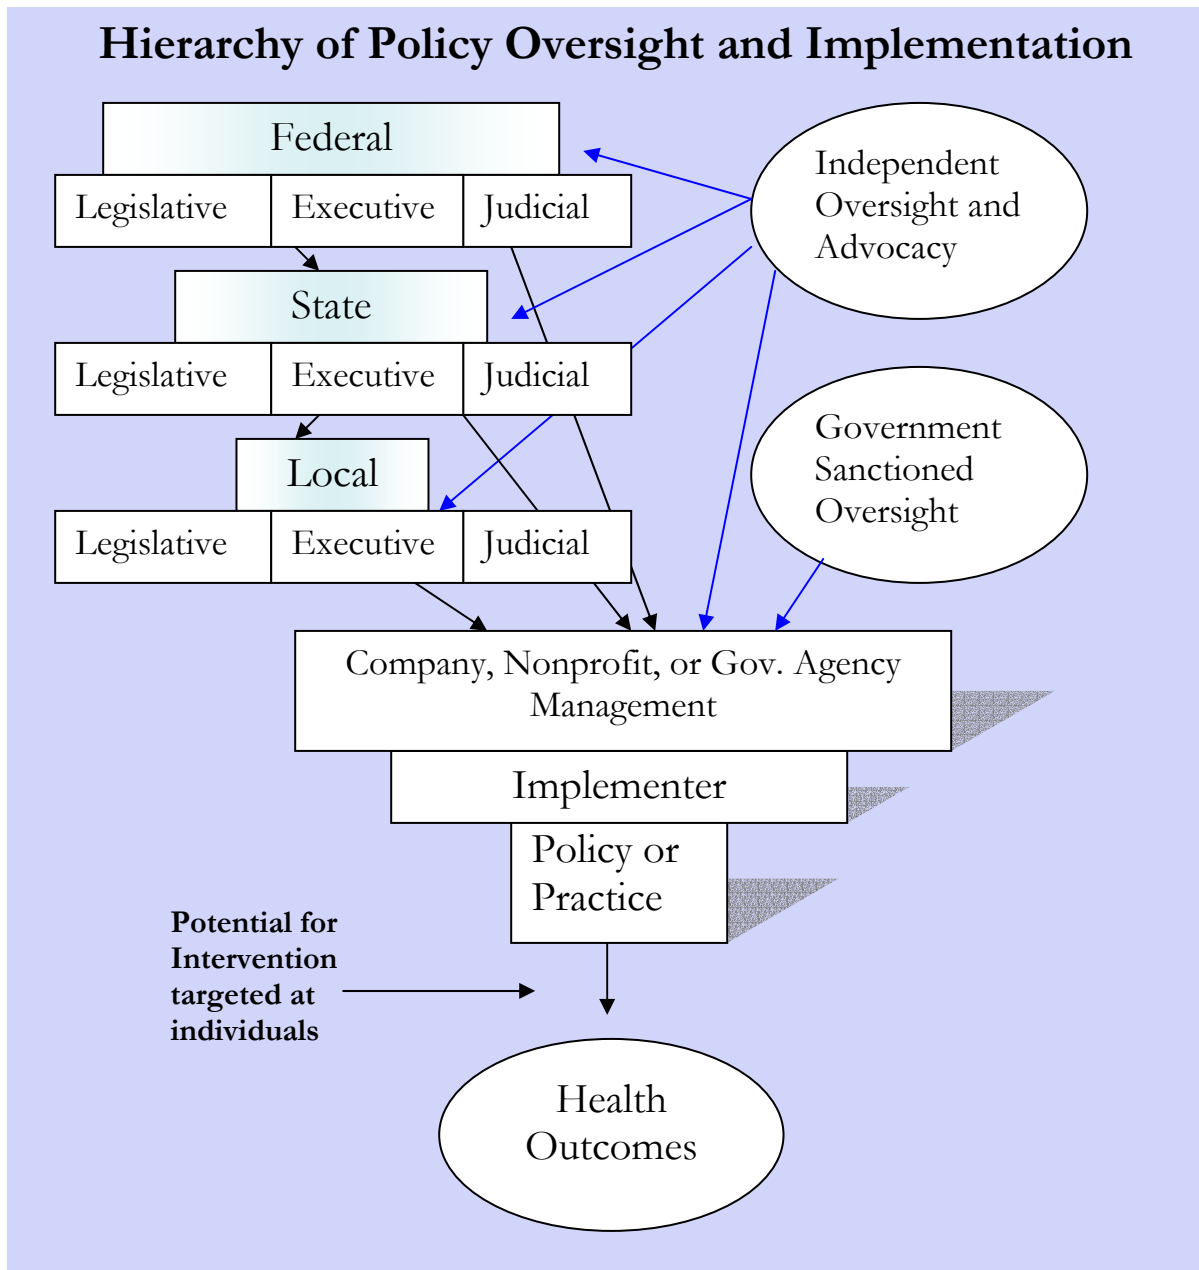 Hierarchy of Policy Oversight and Implementation
Federal
Legislative
Executive
Judicial
Independent
Oversight and
Advocacy
State
Legislative
Executive
Judicial
Government
Sanctioned
Oversight
Local
Legislative
Executive
Judicial
Company, Nonprofit, or Gov. Agency
Management
Implementer
Policy or
Practice
Potential for
Intervention
targeted at
individuals
Health
Outcomes